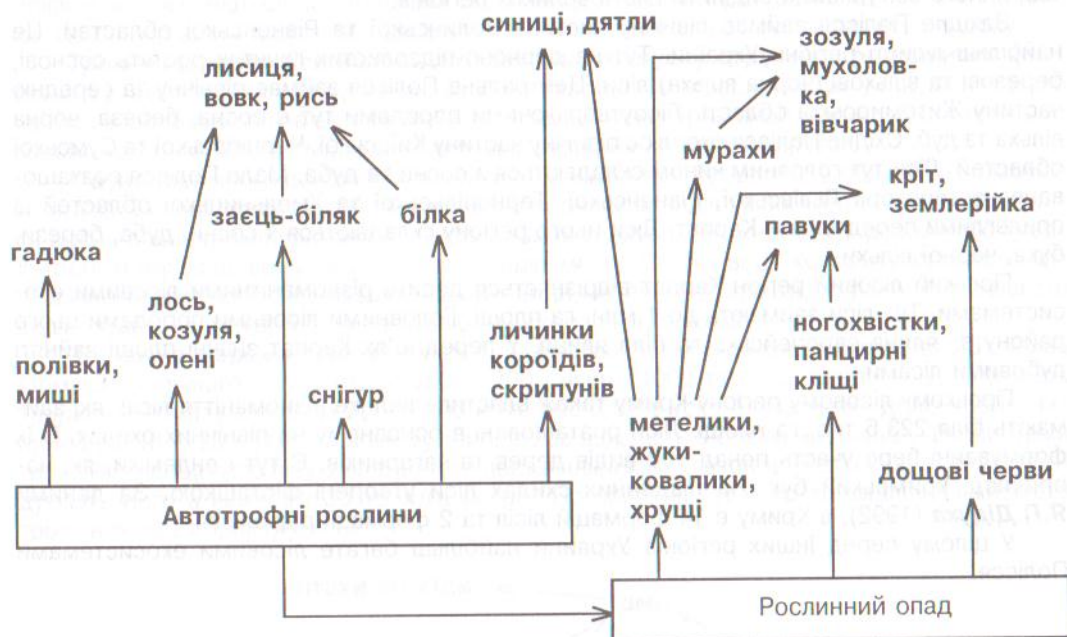 синиці, дятли
зозуля,
мухолов-
ка,
вівчарик
лисиця,
вовк, рись
мурахи
кріт,
землерійка
заєць-біляк
білка
павуки
гадюка
лось,
козуля,
олені
личинки
короїдів,
скрипунів
ногохвістки,
панцирні
кліщі
полівки,
миші
снігур
метелики,
жуки-
ковалики,
хрущі
дощові черви
Автотрофні рослини
Рослинний опад